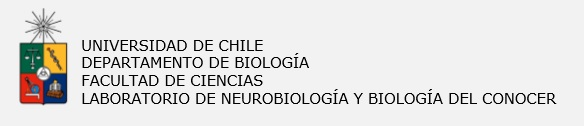 UNIVERSIDAD DE CHILE
DEPARTAMENTO DE BIOLOGÍA
FACULTAD DE CIENCIAS
LABORATORIO DE NEUROBIOLOGÍA Y BIOLOGÍA DEL CONOCER